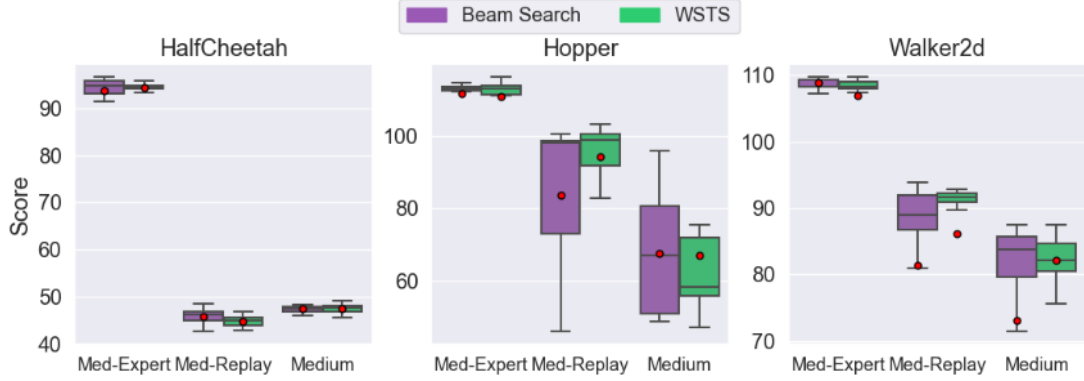 Beam Search WSTS
HalfCheetah Hopper Walker2d
Score
90
80
70
60
50
40
100
80
60
110
100
90
80
70
Med-Expert Med-Replay Medium
Med-Expert Med-Replay Medium
Med-Expert Med-Replay Medium